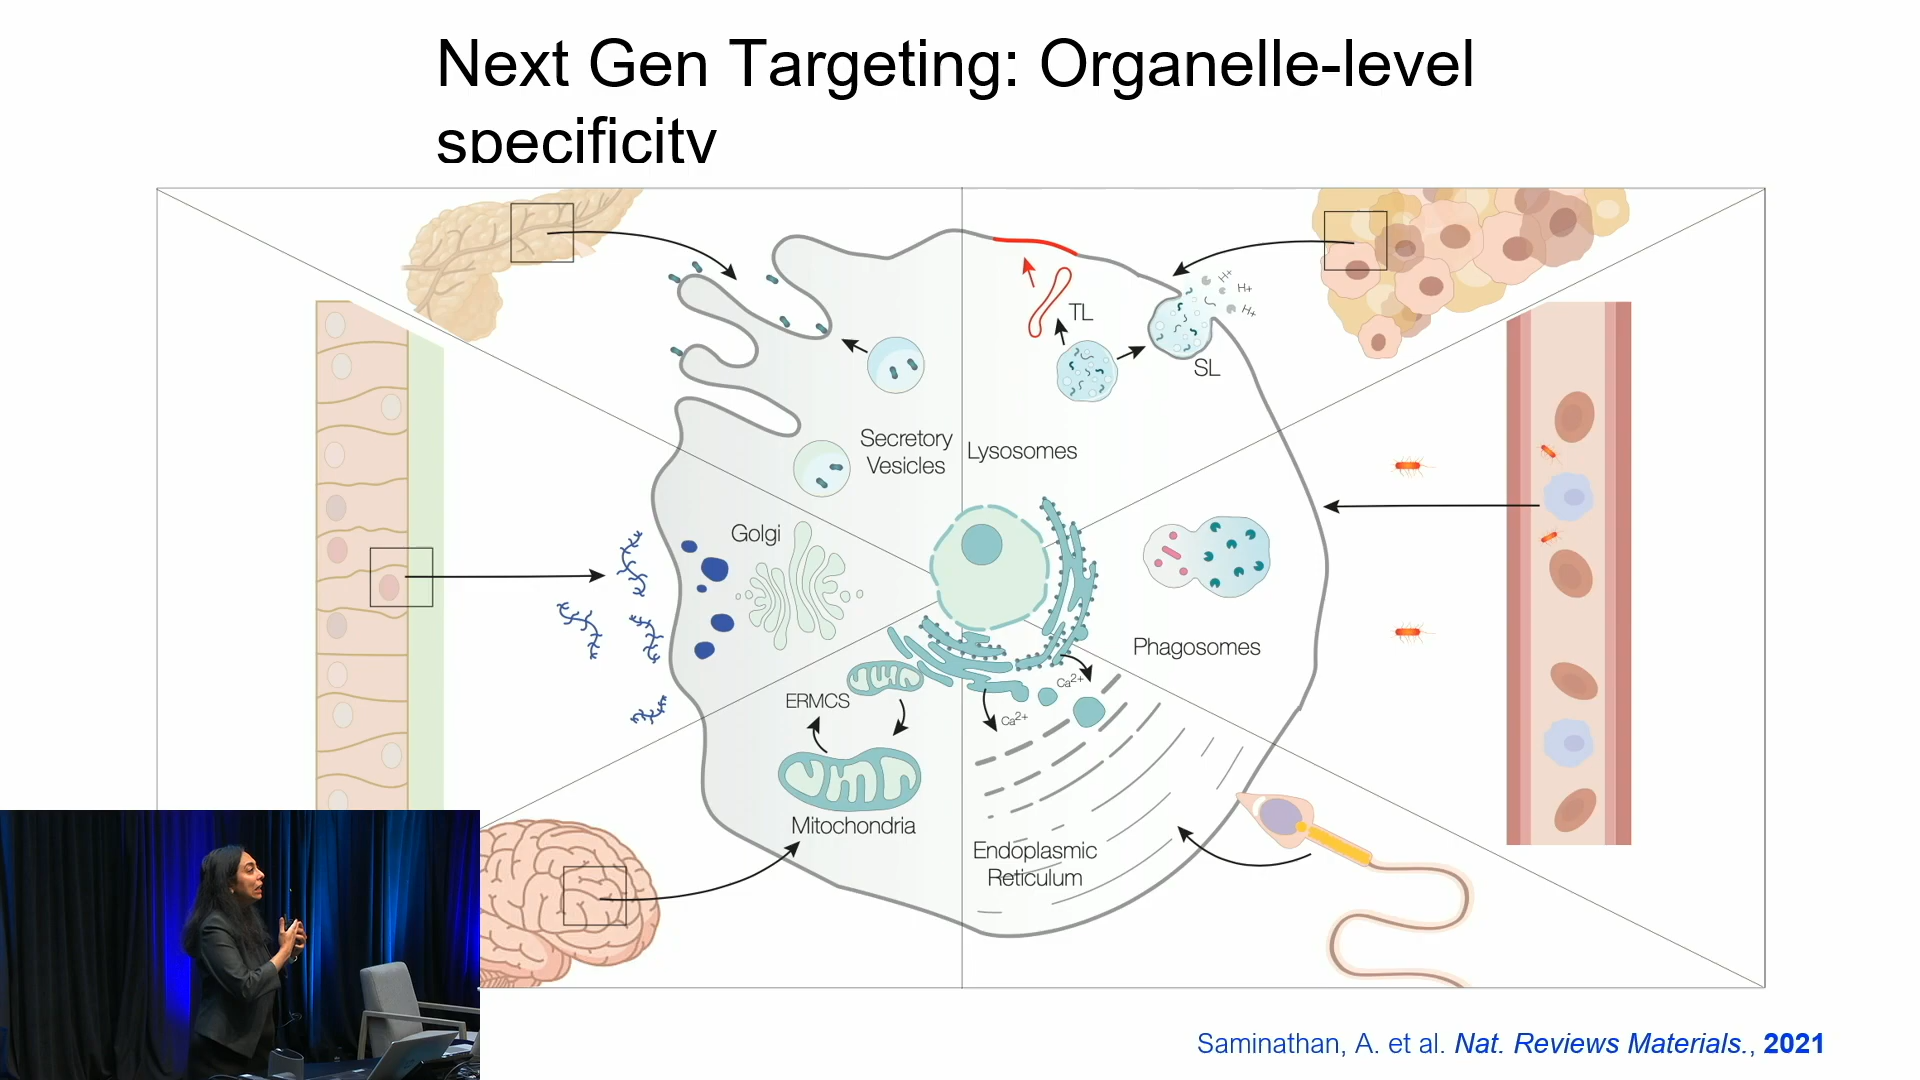 Next Gen Targeting: Organelle-level
specificity
TL
H+
H+
H+
SL
Secretory
Vesicles
Lysosomes
Golgi
Phagosomes
ERMCS
Ca2+
Ca2+
Mitochondria
Endoplasmic
Reticulum
Saminathan, A. et al. Nat. Reviews Materials., 2021